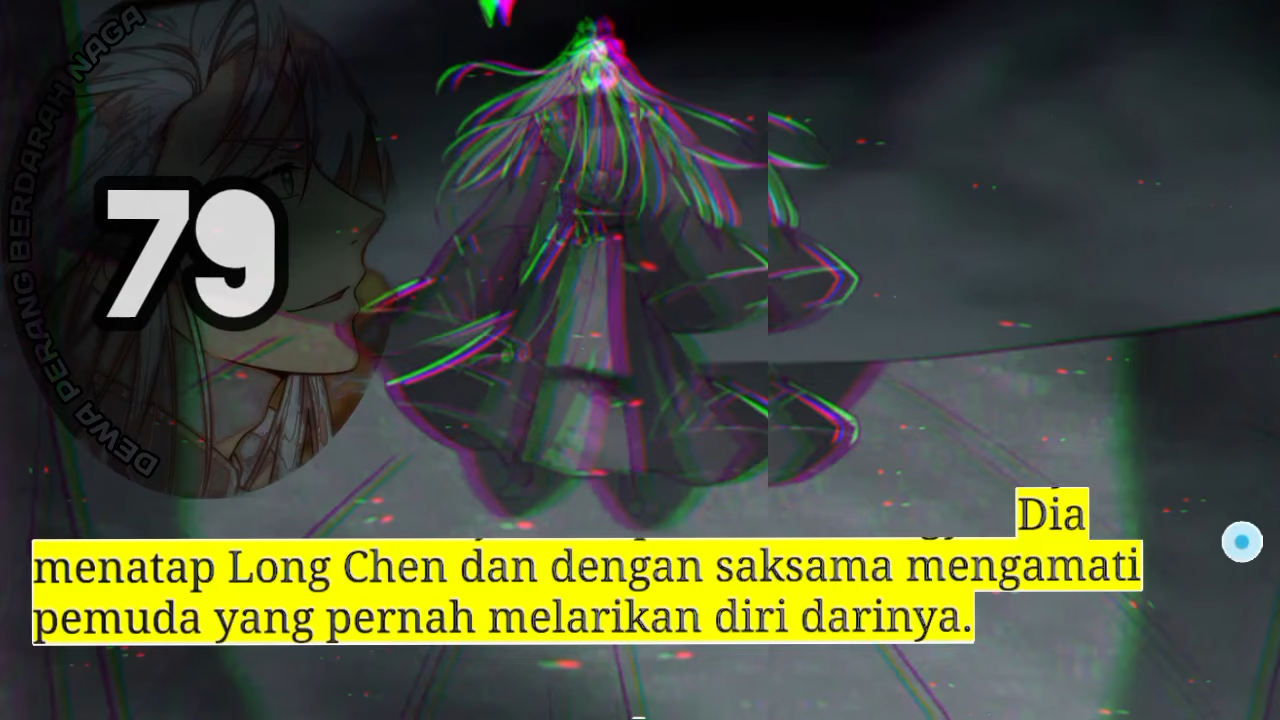 DEWA PERANG BERDARAH NAGA
79
Dia
menatap Long Chen dan dengan saksama mengamati
pemuda yang pernah melarikan diri darinya.